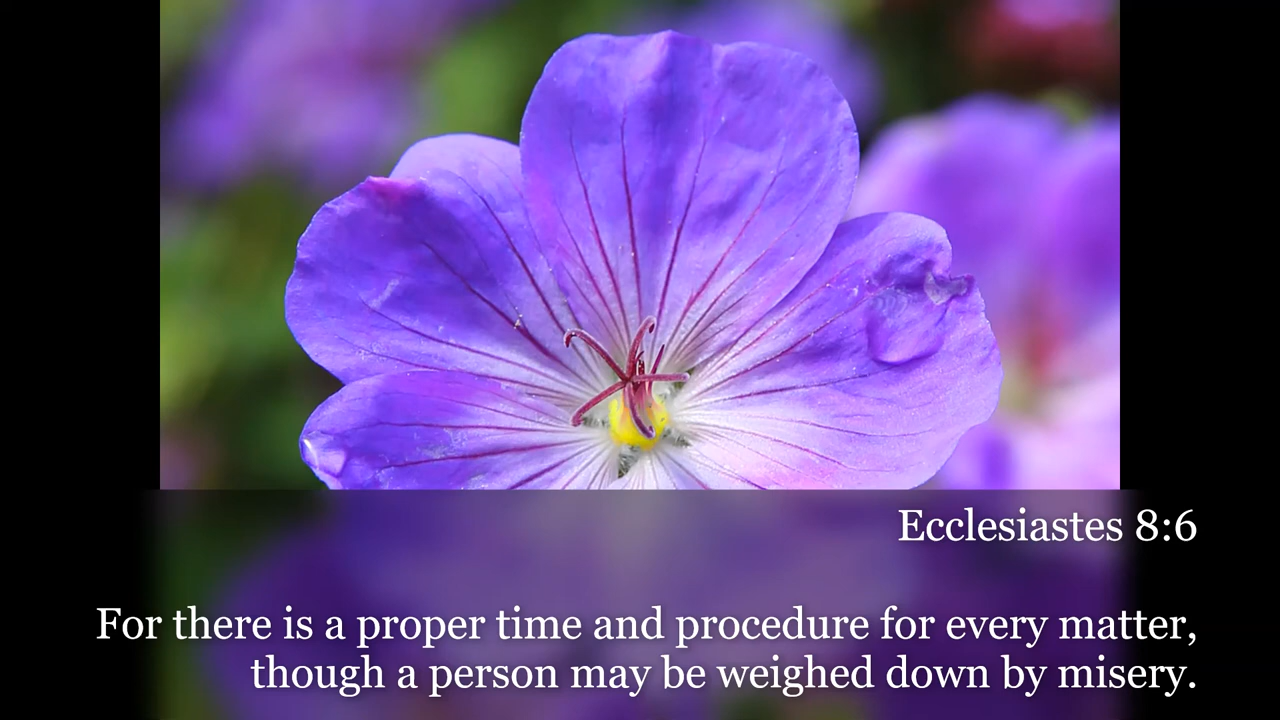 Ecclesiastes 8:6
For there is a proper time and procedure for every matter,
though a person may be weighed down by misery.